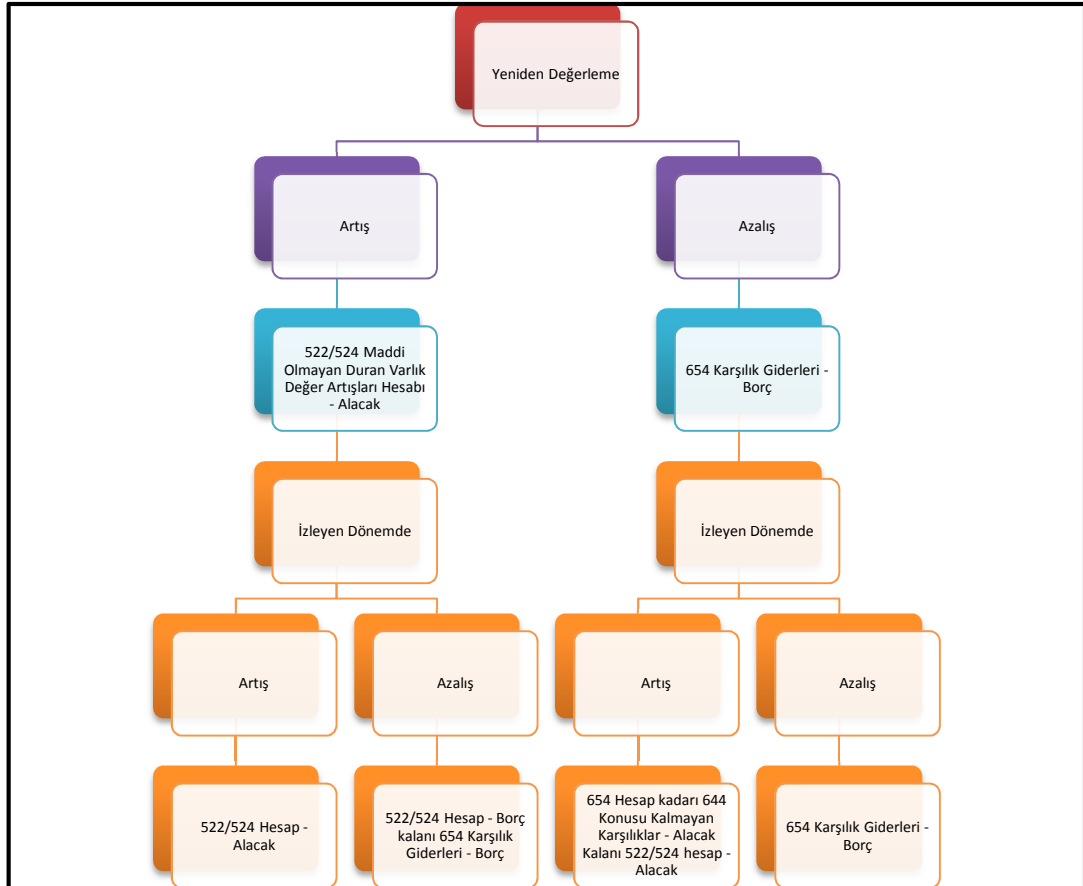 Yeniden Değerleme
Artış
Azalış
522/524 Maddi
Olmayan Duran Varlık
Değer Artışları Hesabı
- Alacak
654 Karşılık Giderleri -
Borç
İzleyen Dönemde
İzleyen Dönemde
Artış
Azalış
Artış
Azalış
522/524 Hesap -
Alacak
522/524 Hesap - Borç
kalanı 654 Karşılık
Giderleri - Borç
654 Hesap kadarı 644
Konusu Kalmayan
Karşılıklar - Alacak
Kalanı 522/524 hesap -
Alacak
654 Karşılık Giderleri -
Borç